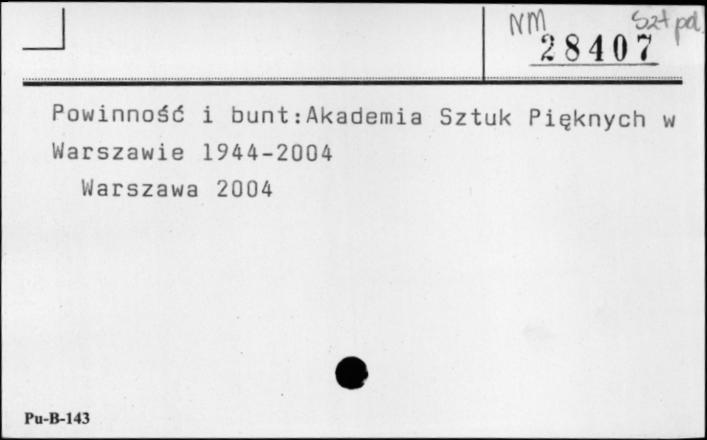 NM
Szt pol.
28407
Powinność i bunt:Akademia Sztuk Pięknych w
Warszawie 1944-2004
Warszawa 2004
Pu-B-143